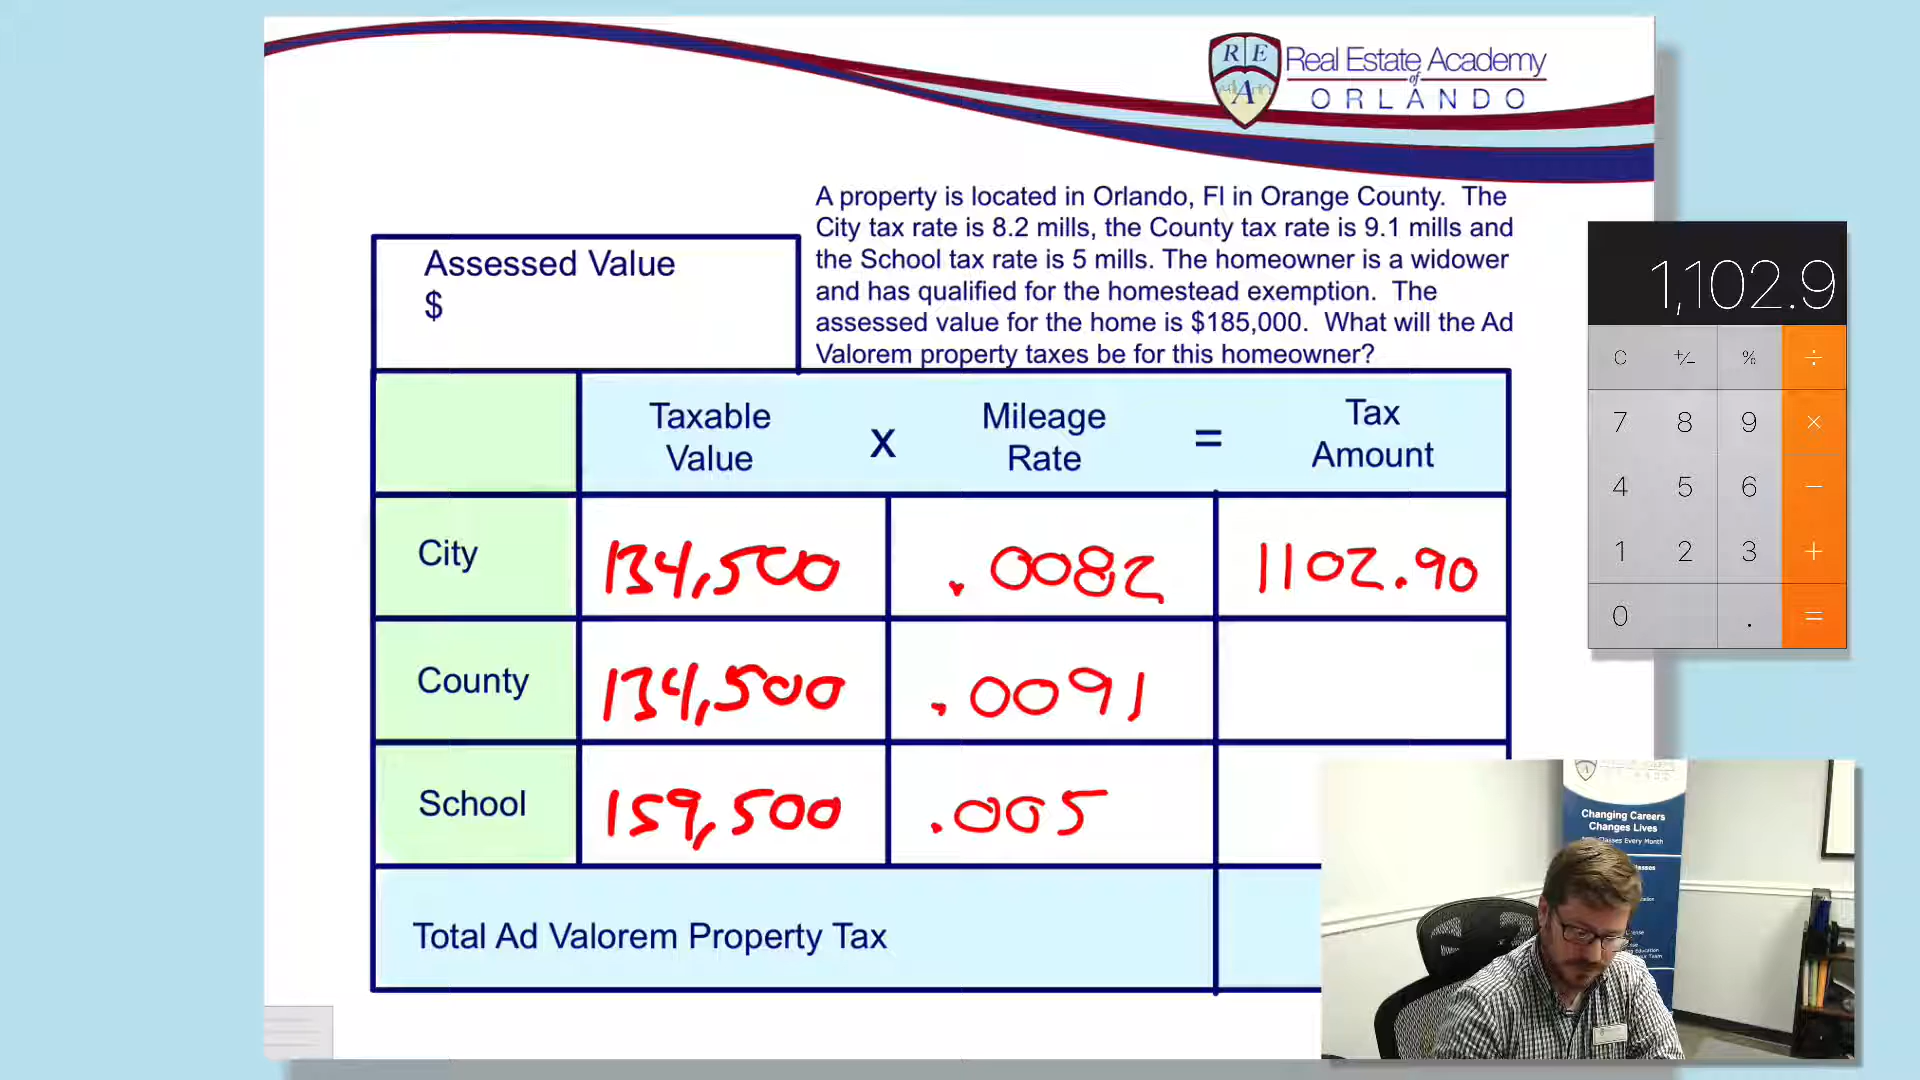 R E
A
Real Estate Academy
of
ORLANDO
A property is located in Orlando, Fl in Orange County. The
City tax rate is 8.2 mills, the County tax rate is 9.1 mills and
the School tax rate is 5 mills. The homeowner is a widower
and has qualified for the homestead exemption. The
assessed value for the home is $185,000. What will the Ad
Valorem property taxes be for this homeowner?
Assessed Value
$
1,102.9
C +/- % ÷
7 8 9 ×
4 5 6 −
1 2 3 +
0 . =
Taxable Value x Mileage Rate = Tax Amount
City 134,500 .0082 1102.90
County 134,500 .0091
School 159,500 .005
Total Ad Valorem Property Tax
Changing Careers
Changes Lives
Classes Every Month